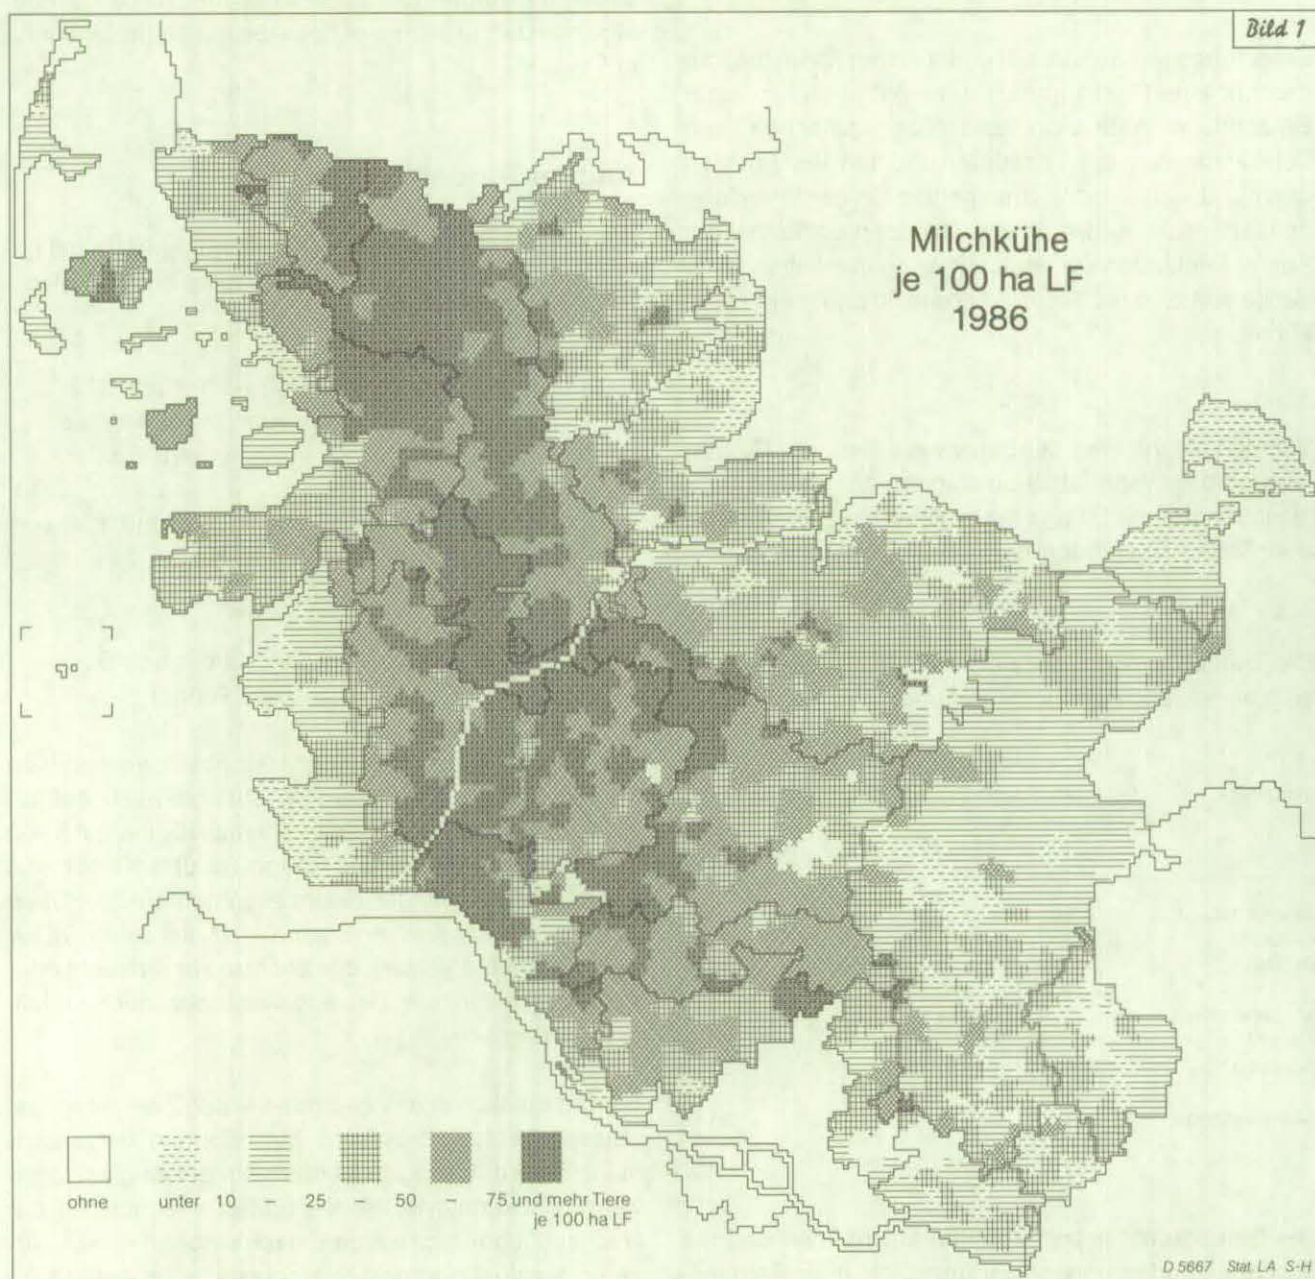 Bild 1
Milchkühe
je 100 ha LF
1986
ohne unter 10 – 25 – 50 – 75 und mehr Tiere
je 100 ha LF
D 5667 Stat. LA S-H